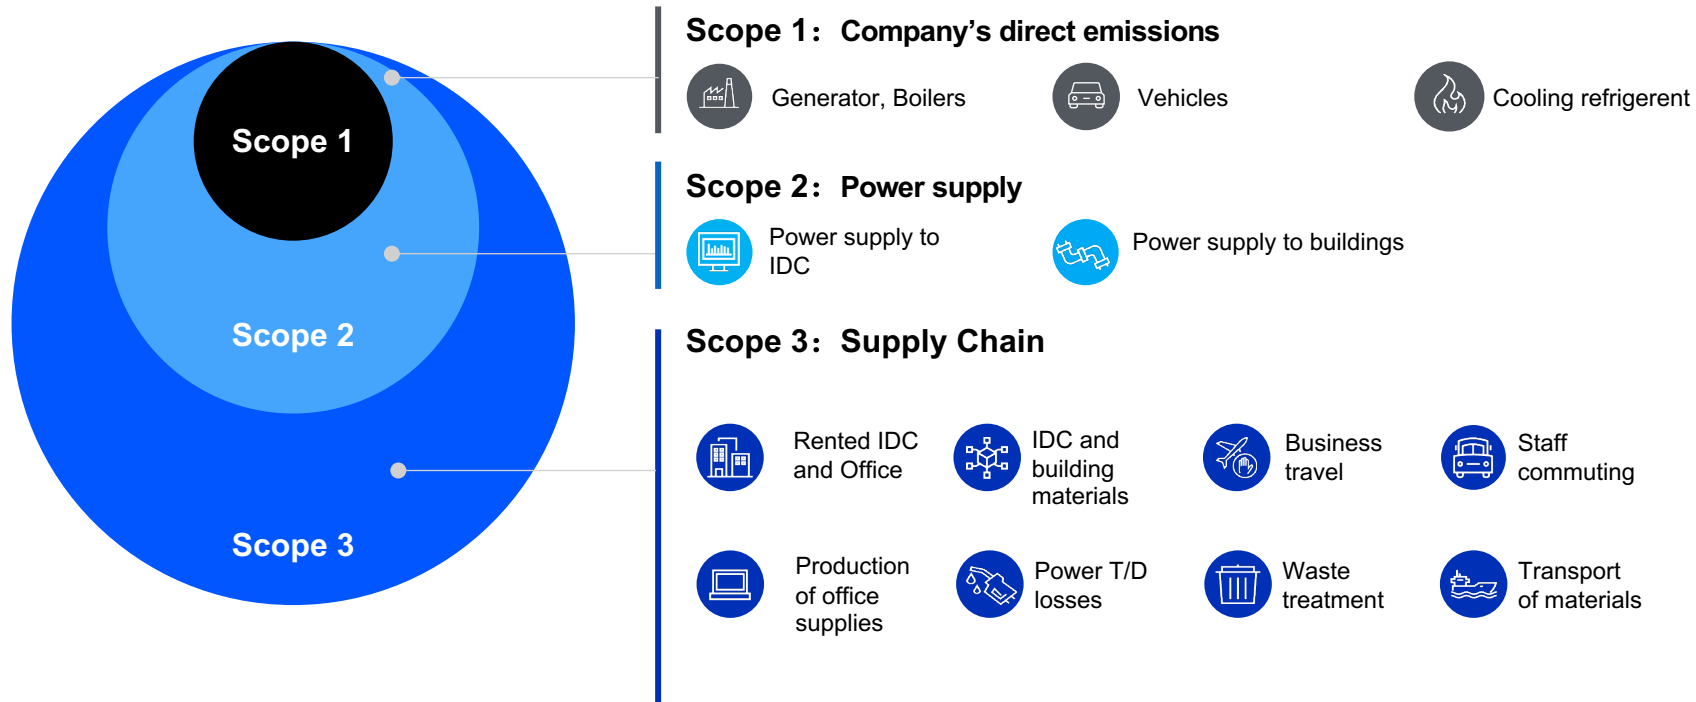 Scope 1
Scope 2
Scope 3
Scope 1：Company’s direct emissions
Generator, Boilers
Vehicles
Cooling refrigerent
Scope 2：Power supply
Power supply to
IDC
Power supply to buildings
Scope 3：Supply Chain
Rented IDC
and Office
IDC and
building
materials
Business
travel
Staff
commuting
Production
of office
supplies
Power T/D
losses
Waste
treatment
Transport
of materials